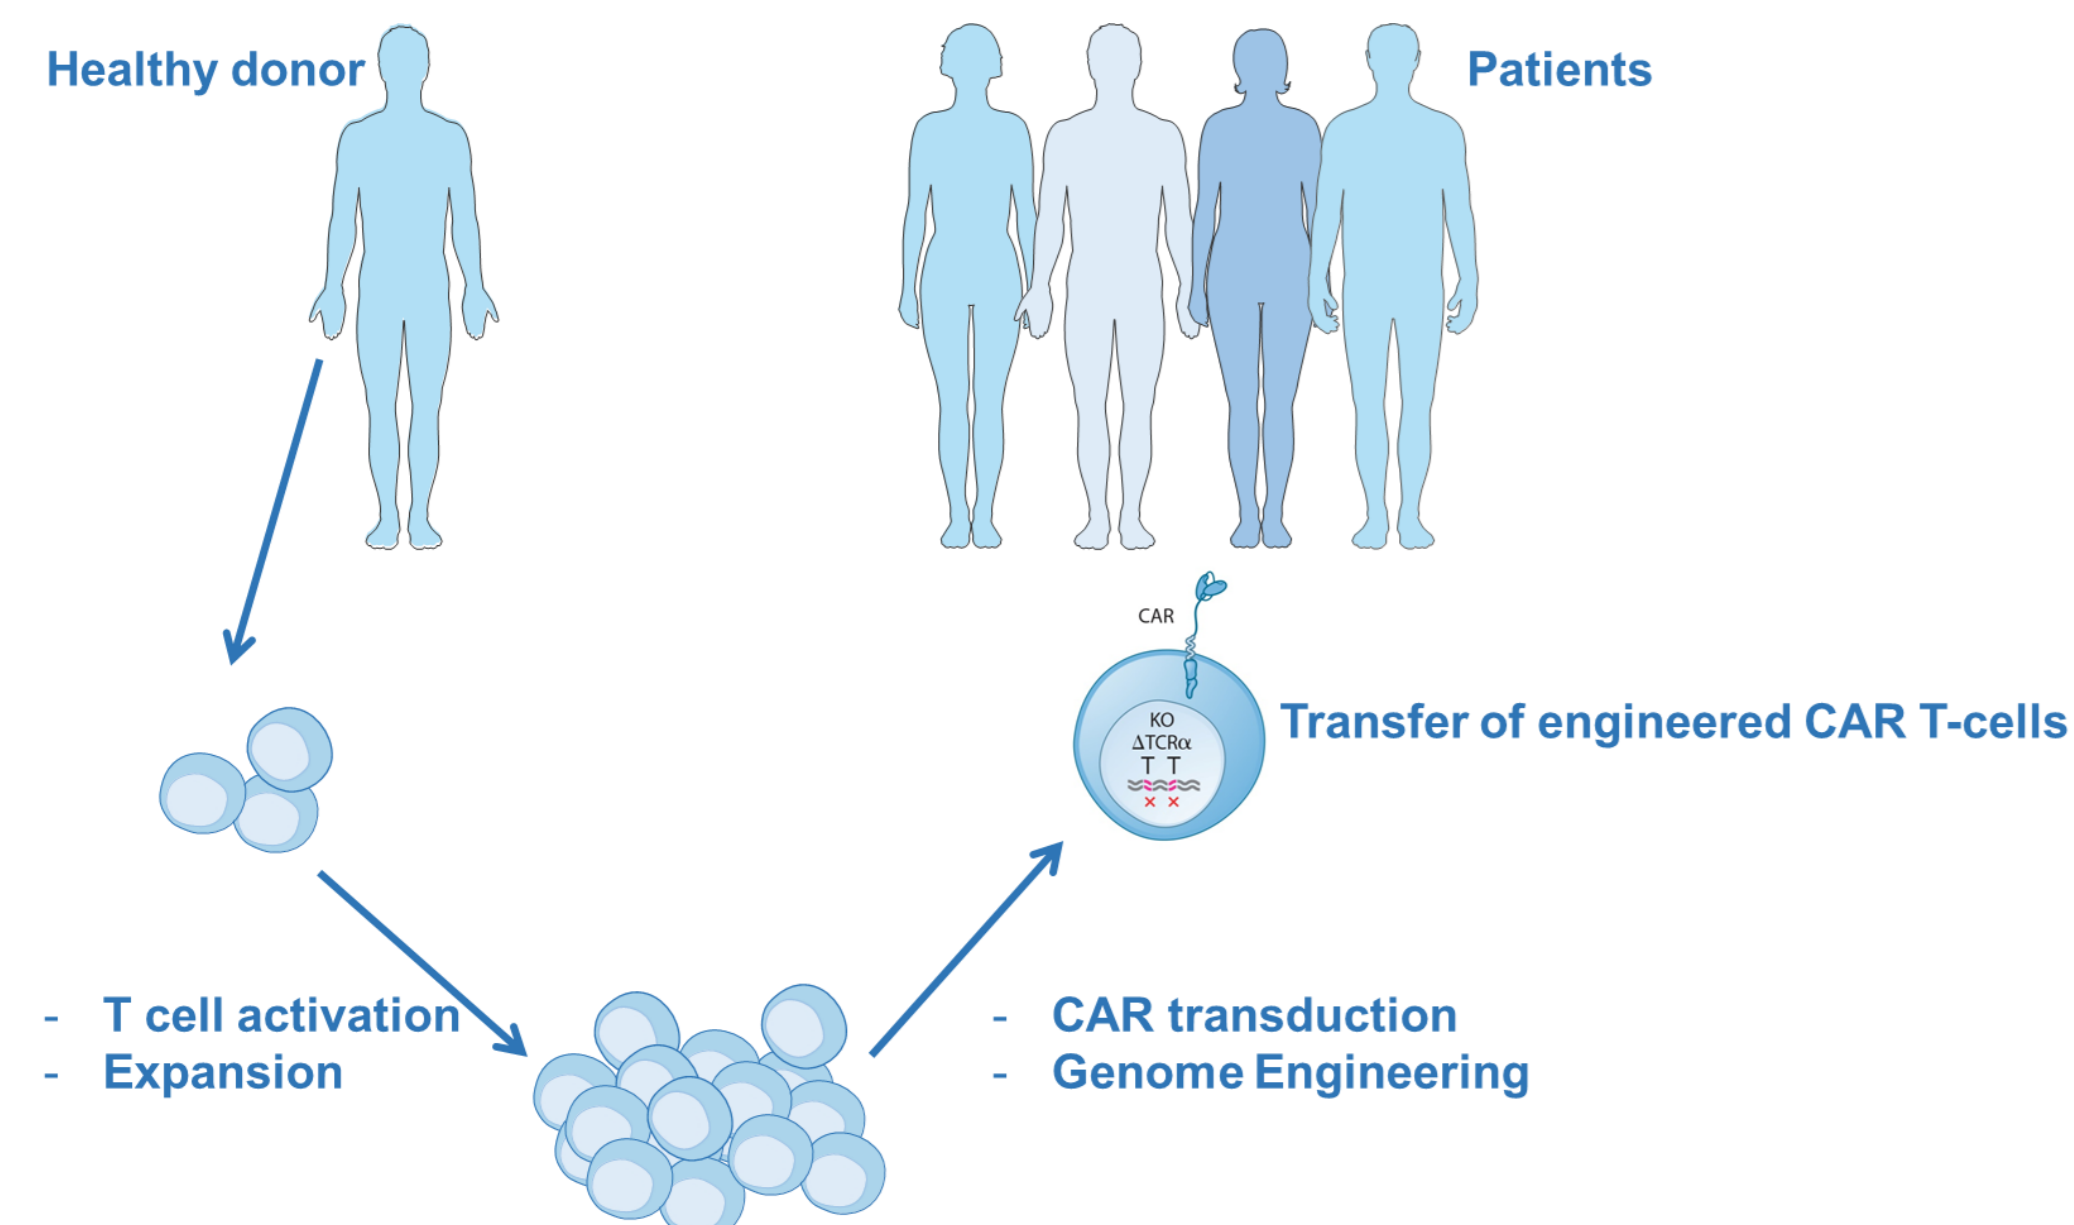 Healthy donor
Patients
CAR
KO
ΔTCRα
T T
x x
Transfer of engineered CAR T-cells
- T cell activation
- Expansion
- CAR transduction
- Genome Engineering